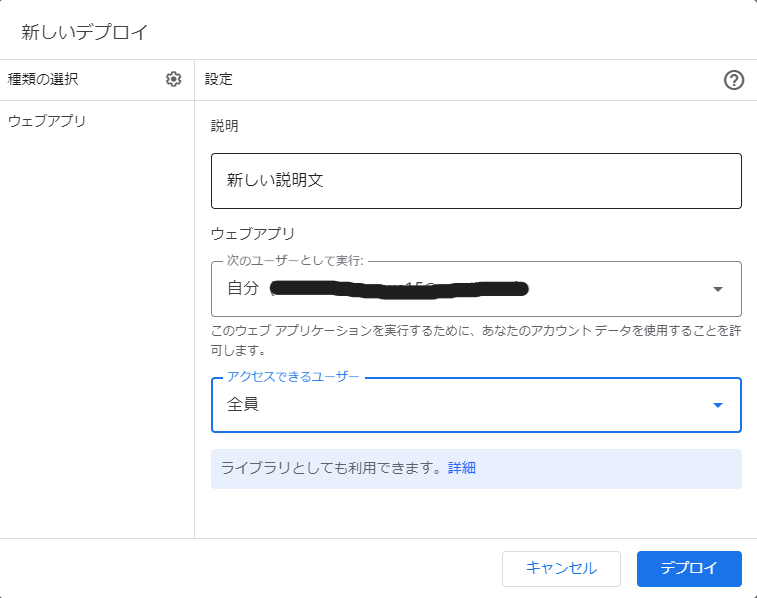 新しいデプロイ
種類の選択
設定
ウェブアプリ
説明
新しい説明文
ウェブアプリ
次のユーザーとして実行:
自分
このウェブ アプリケーションを実行するために、あなたのアカウント データを使用することを許
可します。
アクセスできるユーザー
全員
ライブラリとしても利用できます。詳細
キャンセル
デプロイ